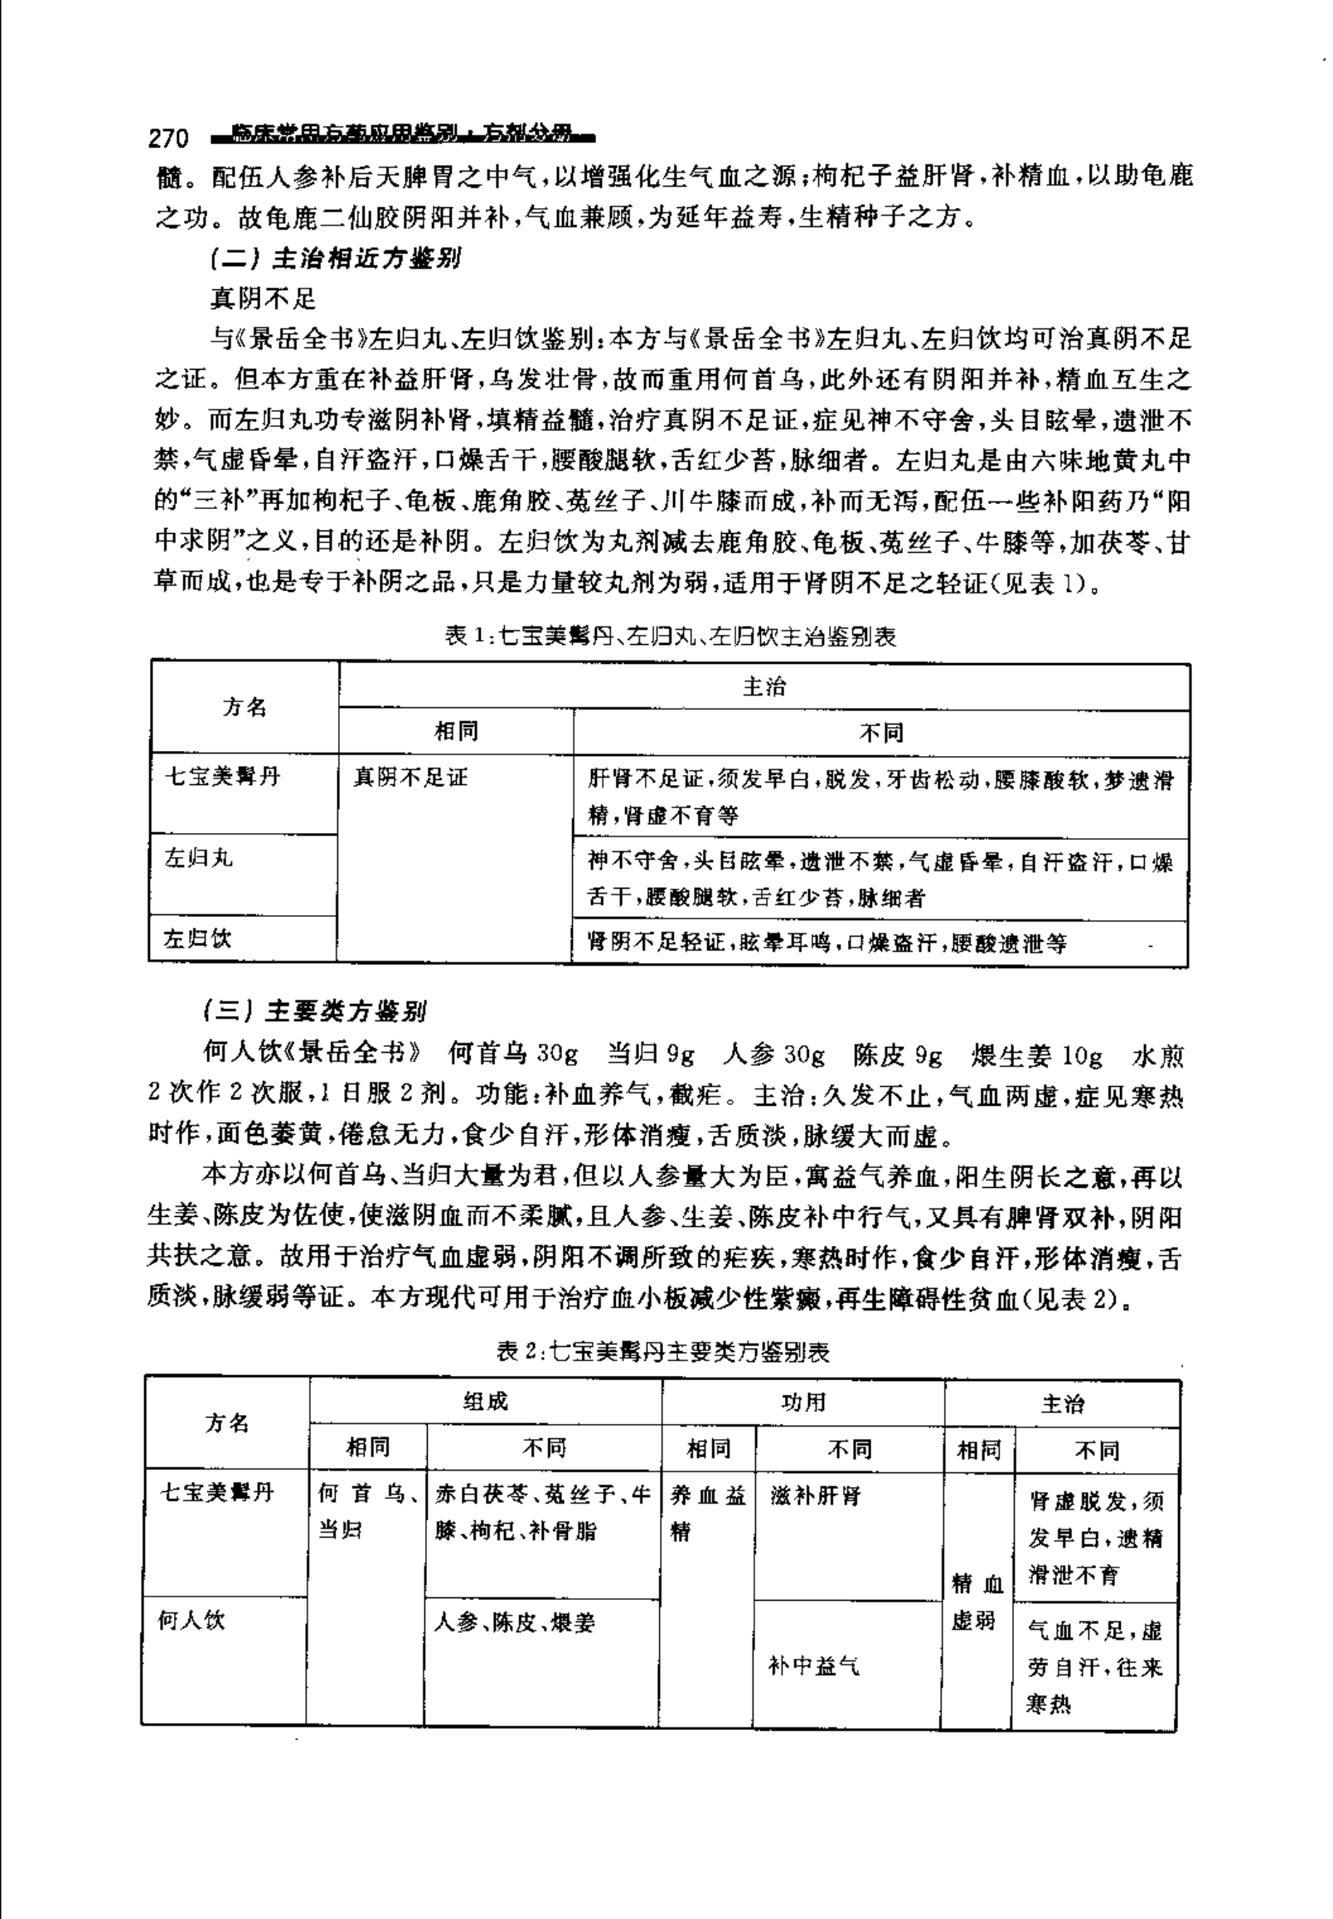 270 临床常用方药应用鉴别·方剂分册
髓。配伍人参补后天脾胃之中气,以增强化生气血之源;枸杞子益肝肾,补精血,以助龟鹿
之功。故龟鹿二仙胶阴阳并补,气血兼顾,为延年益寿,生精种子之方。
(二)主治相近方鉴别
真阴不足
与《景岳全书》左归丸、左归饮鉴别:本方与《景岳全书》左归丸、左归饮均可治真阴不足
之证。但本方重在补益肝肾,乌发壮骨,故而重用何首乌,此外还有阴阳并补,精血互生之
妙。而左归丸功专滋阴补肾,填精益髓,治疗真阴不足证,症见神不守舍,头目眩晕,遗泄不
禁,气虚昏晕,自汗盗汗,口燥舌干,腰酸腿软,舌红少苔,脉细者。左归丸是由六味地黄丸中
的“三补”再加枸杞子、龟板、鹿角胶、菟丝子、川牛膝而成,补而无泻,配伍一些补阳药乃“阳
中求阴”之义,目的还是补阴。左归饮为丸剂减去鹿角胶、龟板、菟丝子、牛膝等,加茯苓、甘
草而成,也是专于补阴之品,只是力量较丸剂为弱,适用于肾阴不足之轻证(见表1)。
表1:七宝美髯丹、左归丸、左归饮主治鉴别表
方名 主治
相同 不同
七宝美髯丹 真阴不足证 肝肾不足证,须发早白,脱发,牙齿松动,腰膝酸软,梦遗滑
精,肾虚不育等
左归丸 神不守舍,头目眩晕,遗泄不禁,气虚昏晕,自汗盗汗,口燥
舌干,腰酸腿软,舌红少苔,脉细者
左归饮 肾阴不足轻证,眩晕耳鸣,口燥盗汗,腰酸遗泄等
(三)主要类方鉴别
何人饮《景岳全书》 何首乌30g 当归9g 人参30g 陈皮9g 煨生姜10g 水煎
2次作2次服,1日服2剂。功能:补血养气,截疟。主治:久发不止,气血两虚,症见寒热
时作,面色萎黄,倦怠无力,食少自汗,形体消瘦,舌质淡,脉缓大而虚。
本方亦以何首乌、当归大量为君,但以人参量大为臣,寓益气养血,阳生阴长之意,再以
生姜、陈皮为佐使,使滋阴血而不柔腻,且人参、生姜、陈皮补中行气,又具有脾肾双补,阴阳
共扶之意。故用于治疗气血虚弱,阴阳不调所致的疟疾,寒热时作,食少自汗,形体消瘦,舌
质淡,脉缓弱等证。本方现代可用于治疗血小板减少性紫癜,再生障碍性贫血(见表2)。
表2:七宝美髯丹主要类方鉴别表
方名 组成 功用 主治
相同 不同 相同 不同 相同 不同
七宝美髯丹 何首乌、 赤白茯苓、菟丝子、牛 养血益 滋补肝肾 肾虚脱发,须
当归 膝、枸杞、补骨脂 精 发早白,遗精
精血 滑泄不育
何人饮 人参、陈皮、煨姜 虚弱 气血不足,虚
补中益气 劳自汗,往来
寒热